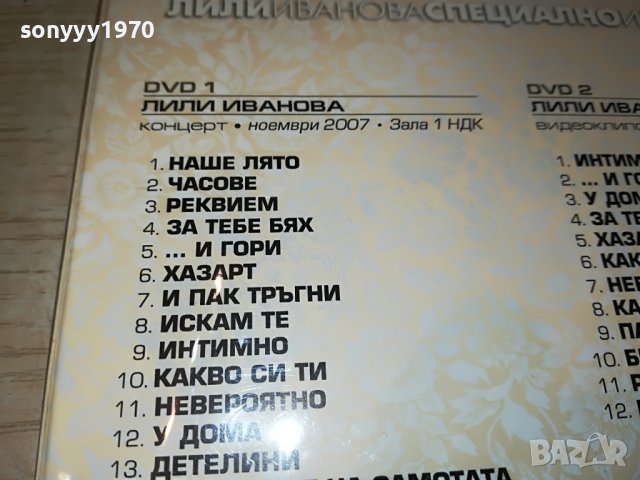 sonyyy1970
ЛИЛИИВАНОВАСПЕЦИАЛНО
DVD 1
ЛИЛИ ИВАНОВА
концерт • ноември 2007 • Зала 1 НДК
1. НАШЕ ЛЯТО
2. ЧАСОВЕ
3. РЕКВИЕМ
4. ЗА ТЕБЕ БЯХ
5. ... И ГОРИ
6. ХАЗАРТ
7. И ПАК ТРЪГНИ
8. ИСКАМ ТЕ
9. ИНТИМНО
10. КАКВО СИ ТИ
11. НЕВЕРОЯТНО
12. У ДОМА
13. ДЕТЕЛИНИ
САМОТАТА
DVD 2
ЛИЛИ ИВА
видеоклипо
1. ИНТИМ
2. ... И ГО
3. У ДОМ
4. ЗА ТЕ
5. ХАЗА
6. КАК
7. НЕВ
8. КА
9. ПА
10. Б
11.
12.
BAZAR
bg